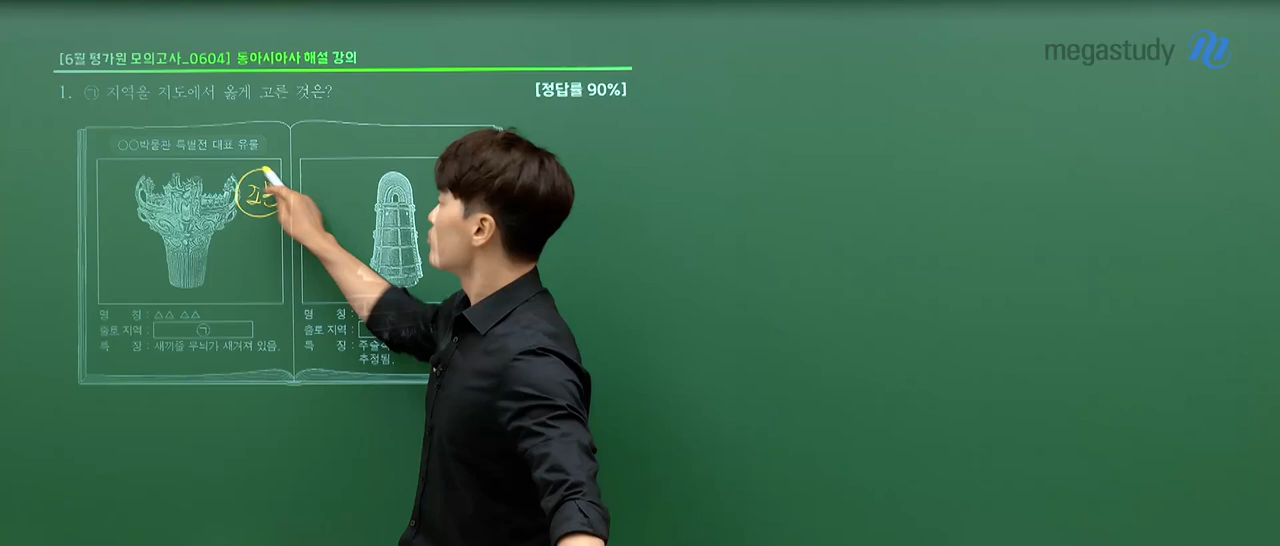 [6월 평가원 모의고사_0604] 동아시아사 해설 강의
megastudy
1. ㉠ 지역을 지도에서 옳게 고른 것은?
[정답률 90%]
○○박물관 특별전 대표 유물
명 칭 : △△ △△
출토 지역 : ㉠
특 징 : 새끼줄 무늬가 새겨져 있음.
명 칭 :
출토 지역 :
특 징 : 주술적
추정됨.